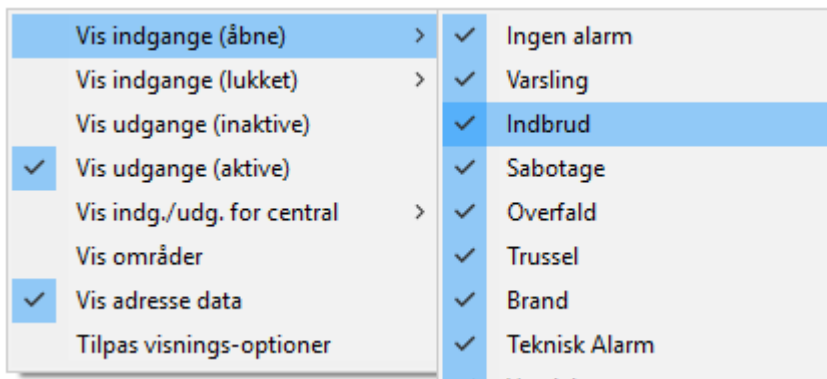 Vis indgange (åbne)
Vis indgange (lukket)
Vis udgange (inaktive)
Vis udgange (aktive)
Vis indg./udg. for central
Vis områder
Vis adresse data
Tilpas visnings-optioner
Ingen alarm
Varsling
Indbrud
Sabotage
Overfald
Trussel
Brand
Teknisk Alarm